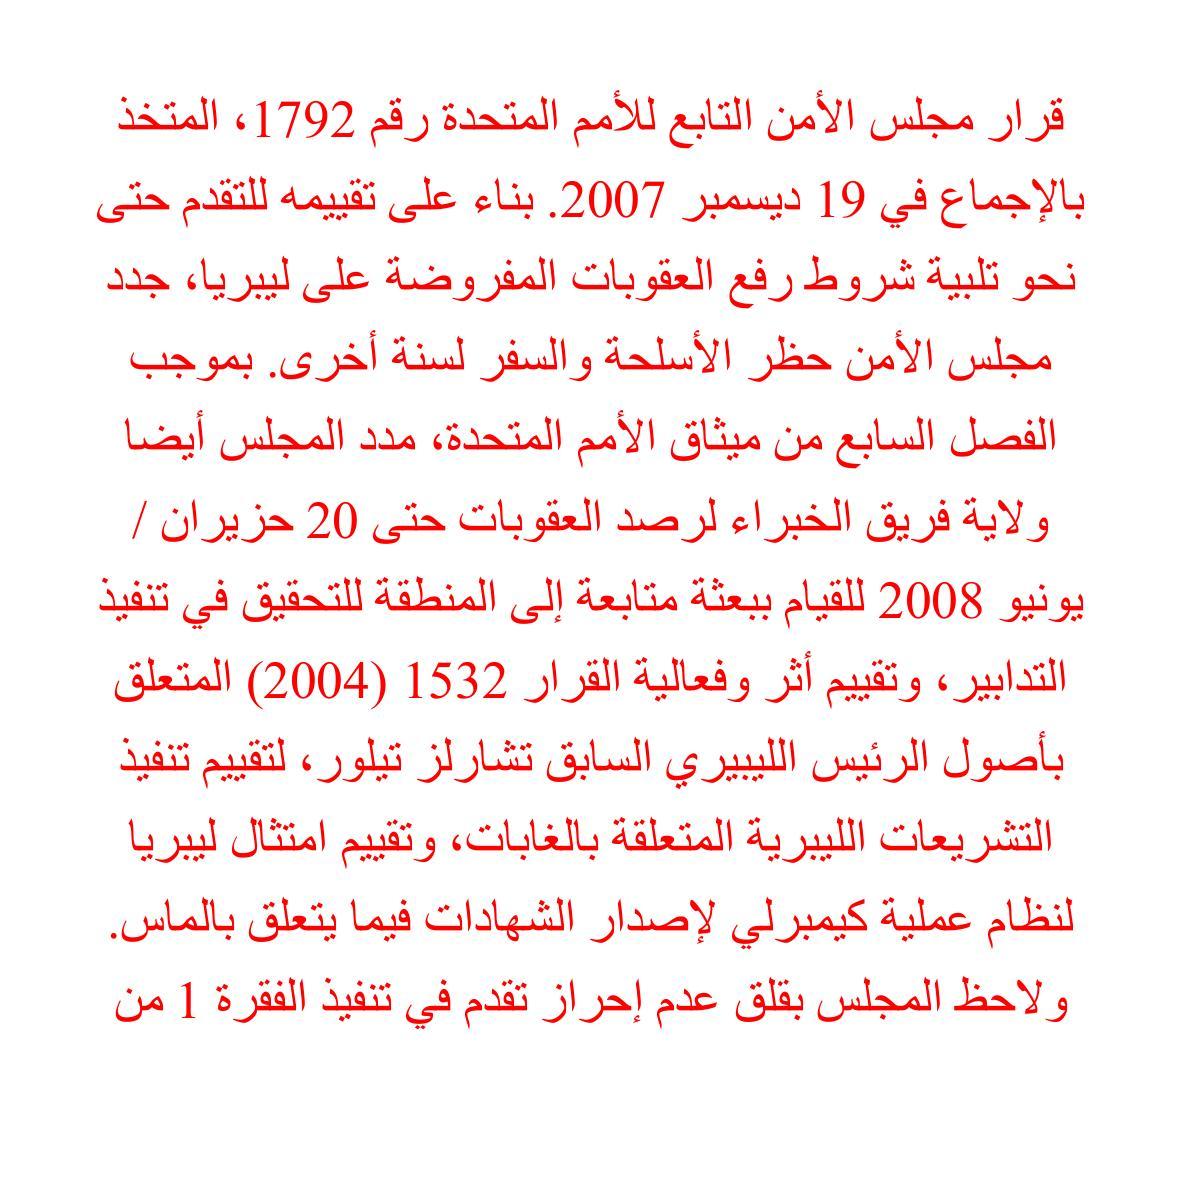 قرار مجلس الأمن التابع للأمم المتحدة رقم 1792، المتخذ
بالإجماع في 19 ديسمبر 2007. بناء على تقييمه للتقدم حتى
نحو تلبية شروط رفع العقوبات المفروضة على ليبريا، جدد
مجلس الأمن حظر الأسلحة والسفر لسنة أخرى. بموجب
الفصل السابع من ميثاق الأمم المتحدة، مدد المجلس أيضا
ولاية فريق الخبراء لرصد العقوبات حتى 20 حزيران /
يونيو 2008 للقيام ببعثة متابعة إلى المنطقة للتحقيق في تنفيذ
التدابير، وتقييم أثر وفعالية القرار 1532 (2004) المتعلق
بأصول الرئيس الليبيري السابق تشارلز تيلور، لتقييم تنفيذ
التشريعات الليبرية المتعلقة بالغابات، وتقييم امتثال ليبريا
لنظام عملية كيمبرلي لإصدار الشهادات فيما يتعلق بالماس.
ولاحظ المجلس بقلق عدم إحراز تقدم في تنفيذ الفقرة 1 من